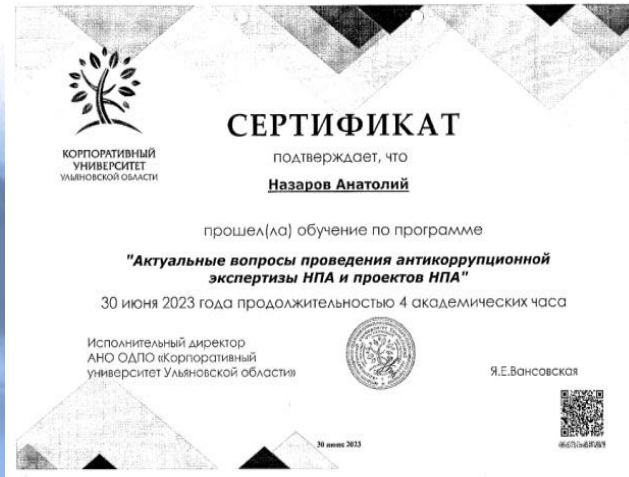 КОРПОРАТИВНЫЙ
УНИВЕРСИТЕТ
УЛЬЯНОВСКОЙ ОБЛАСТИ
СЕРТИФИКАТ
подтверждает, что
Назаров Анатолий
прошел(ла) обучение по программе
"Актуальные вопросы проведения антикоррупционной
экспертизы НПА и проектов НПА"
30 июня 2023 года продолжительностью 4 академических часа
Исполнительный директор
АНО ОДПО «Корпоративный
университет Ульяновской области»
Я.Е.Вансовская
30 июня 2023